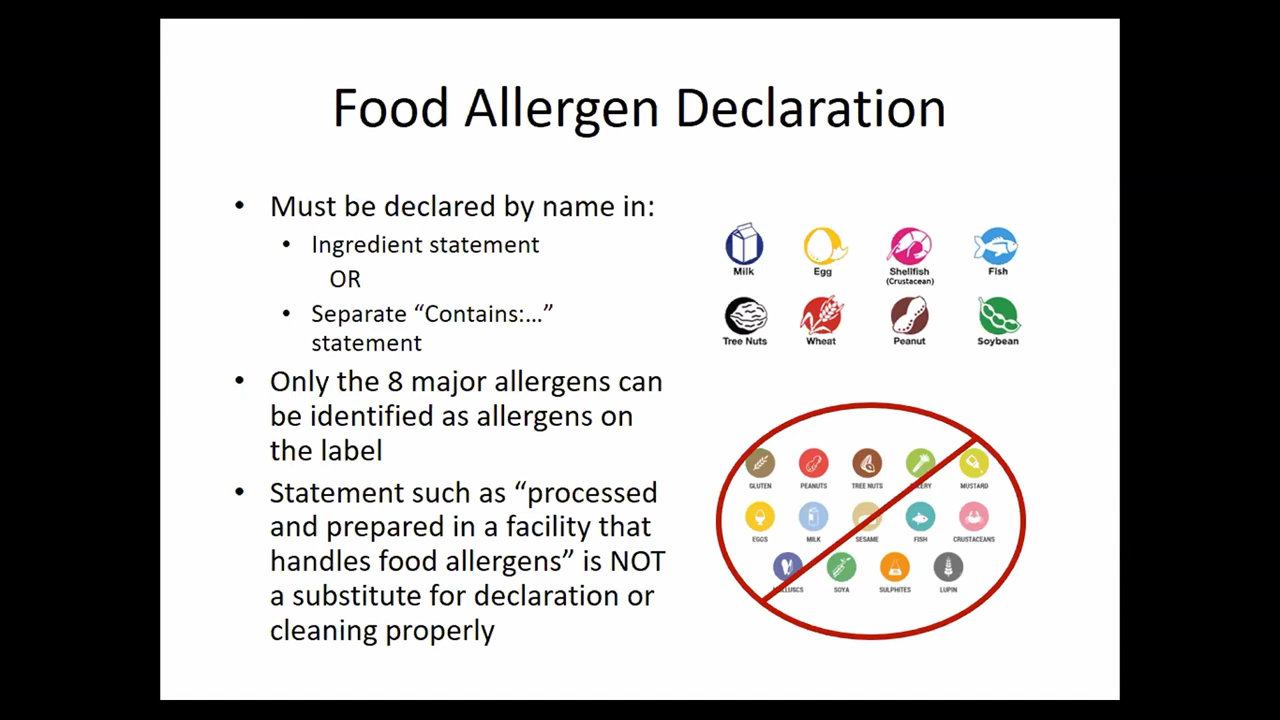 Food Allergen Declaration
• Must be declared by name in:
• Ingredient statement
OR
• Separate “Contains:...”
statement
• Only the 8 major allergens can
be identified as allergens on
the label
• Statement such as “processed
and prepared in a facility that
handles food allergens” is NOT
a substitute for declaration or
cleaning properly
Milk Egg Shellfish Fish
(Crustacean)
Tree Nuts Wheat Peanut Soybean
GLUTEN PEANUTS TREE NUTS MUSTARD
EGGS MILK SESAME FISH CRUSTACEANS
SOYA SULPHITES LUPIN